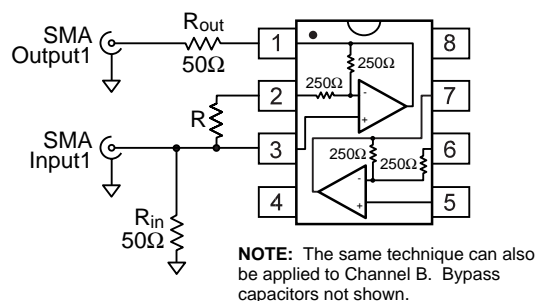 SMA
Output1
Rout
50Ω
1
8
250Ω
250Ω
-
+
2
7
R
SMA
Input1
3
6
250Ω
250Ω
-
+
4
5
Rin
50Ω
NOTE: The same technique can also
be applied to Channel B. Bypass
capacitors not shown.